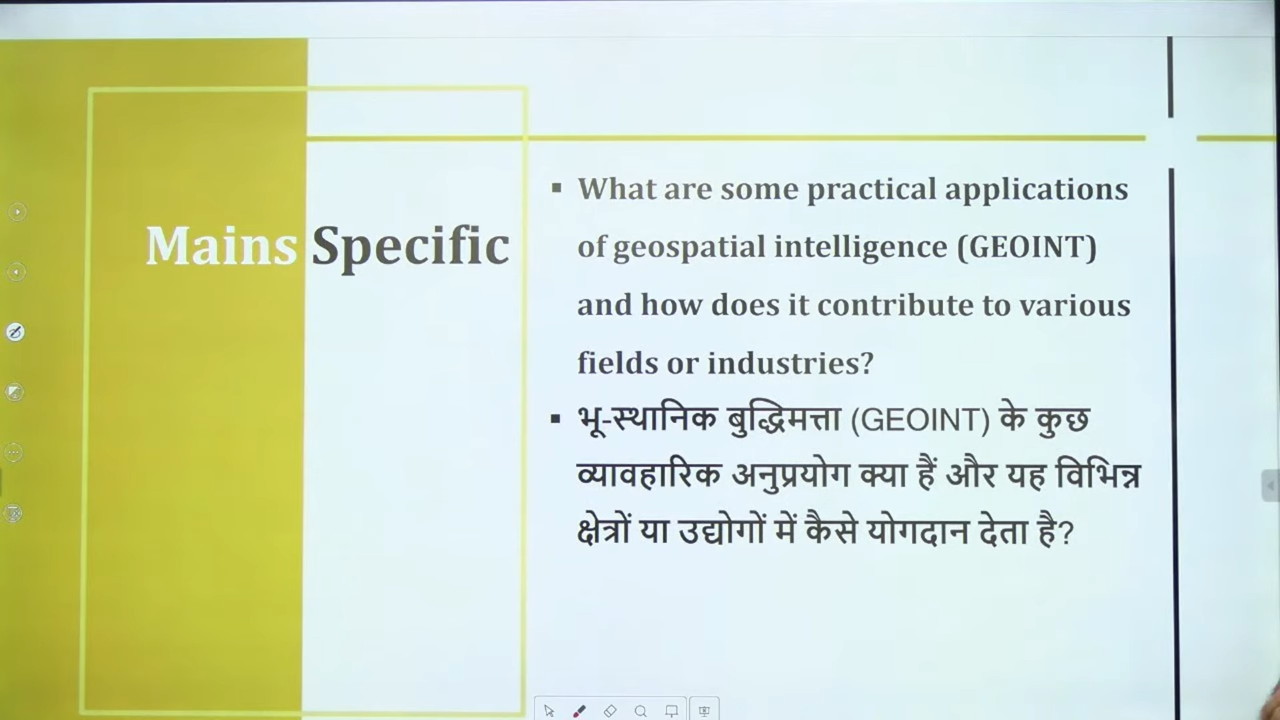 Mains Specific
▪ What are some practical applications
of geospatial intelligence (GEOINT)
and how does it contribute to various
fields or industries?
▪ भू-स्थानिक बुद्धिमत्ता (GEOINT) के कुछ
व्यावहारिक अनुप्रयोग क्या हैं और यह विभिन्न
क्षेत्रों या उद्योगों में कैसे योगदान देता है?